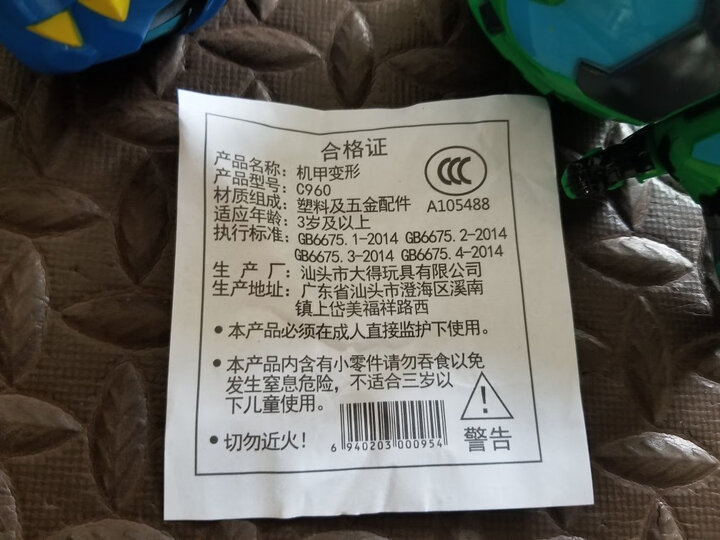 合格证
产品名称：机甲变形
产品型号：C960
材质组成：塑料及五金配件
适应年龄：3岁及以上
CCC
A105488
执行标准：GB6675.1-2014 GB6675.2-2014
GB6675.3-2014 GB6675.4-2014
生产厂：汕头市大得玩具有限公司
生产地址：广东省汕头市澄海区溪南
镇上岱美福祥路西
●本产品必须在成人直接监护下使用。
●本产品内含有小零件请勿吞食以免
发生窒息危险，不适合三岁以
下儿童使用。
●切勿近火！
6 940203 000954
!
警告